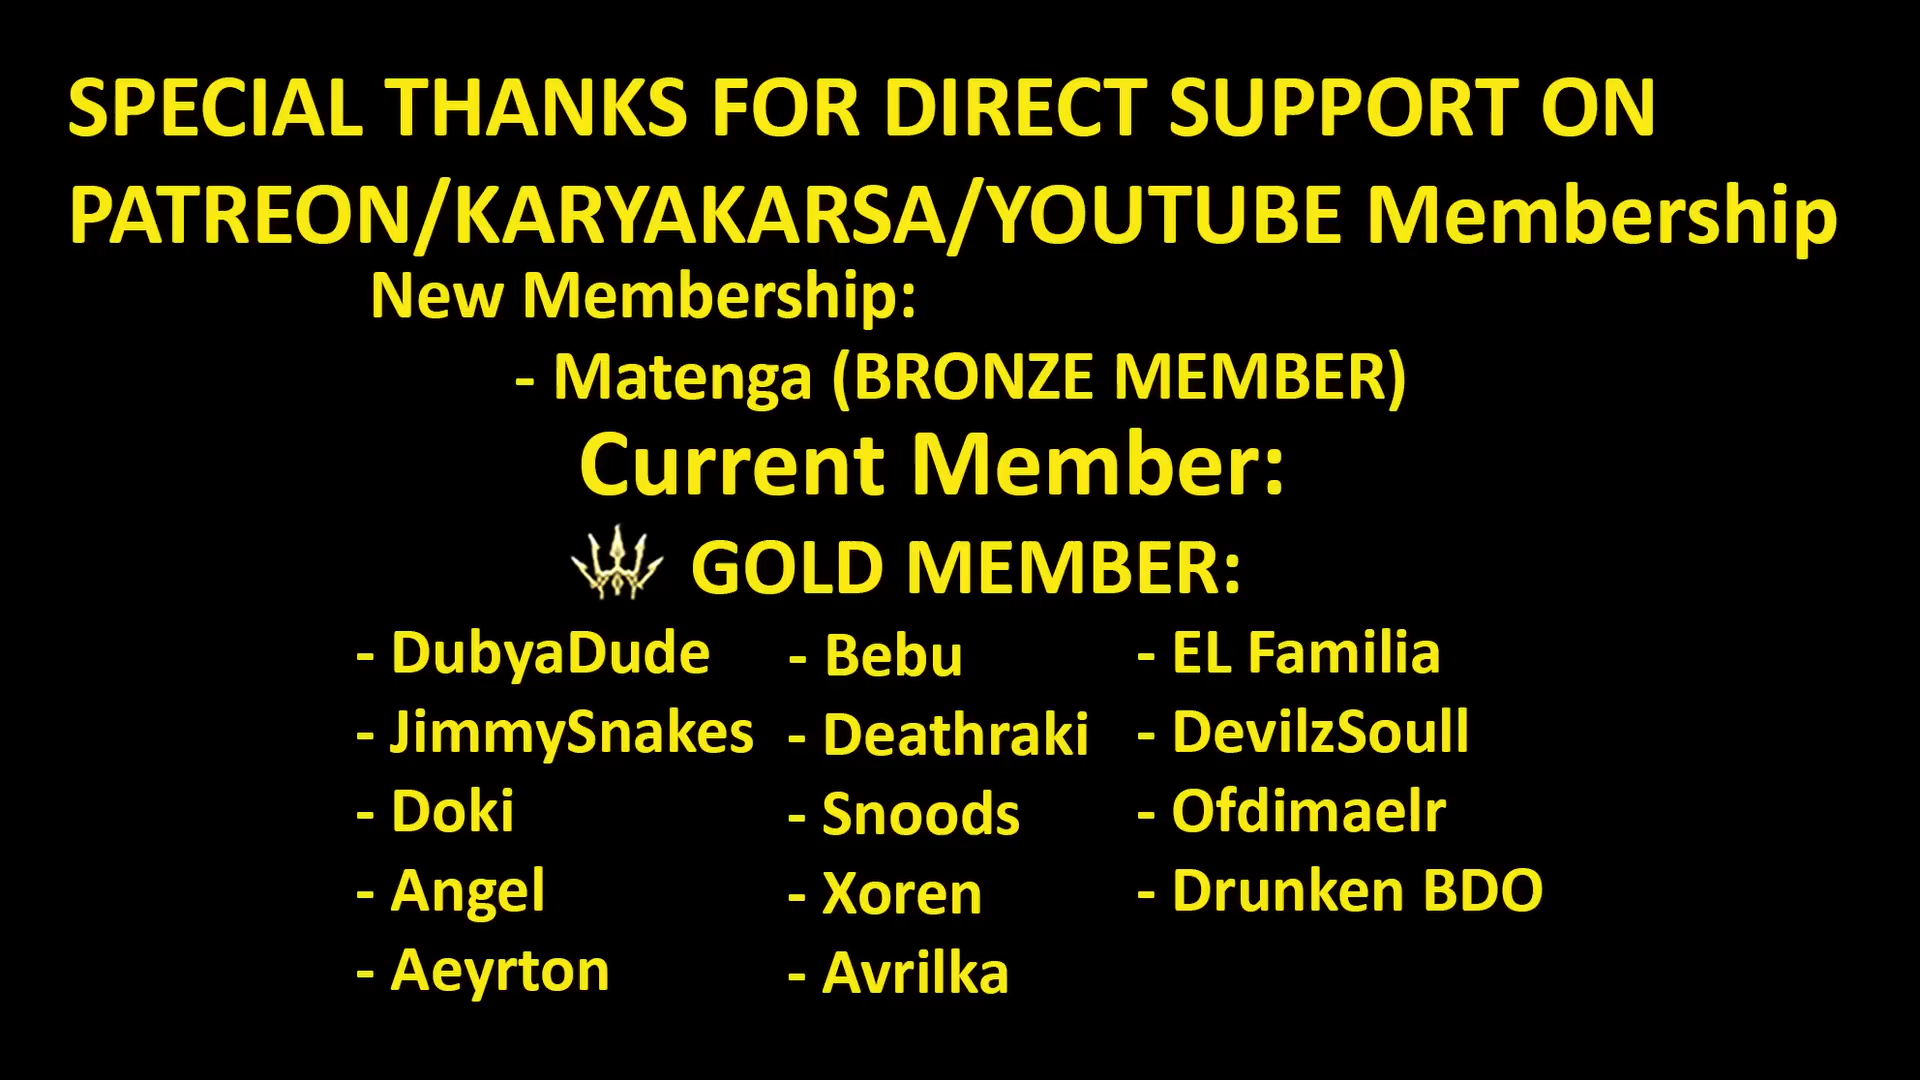 SPECIAL THANKS FOR DIRECT SUPPORT ON
PATREON/KARYAKARSA/YOUTUBE Membership
New Membership:
- Matenga (BRONZE MEMBER)
Current Member:
GOLD MEMBER:
- DubyaDude
- JimmySnakes
- Doki
- Angel
- Aeyrton
- Bebu
- Deathraki
- Snoods
- Xoren
- Avrilka
- EL Familia
- DevilzSoull
- Ofdimaelr
- Drunken BDO